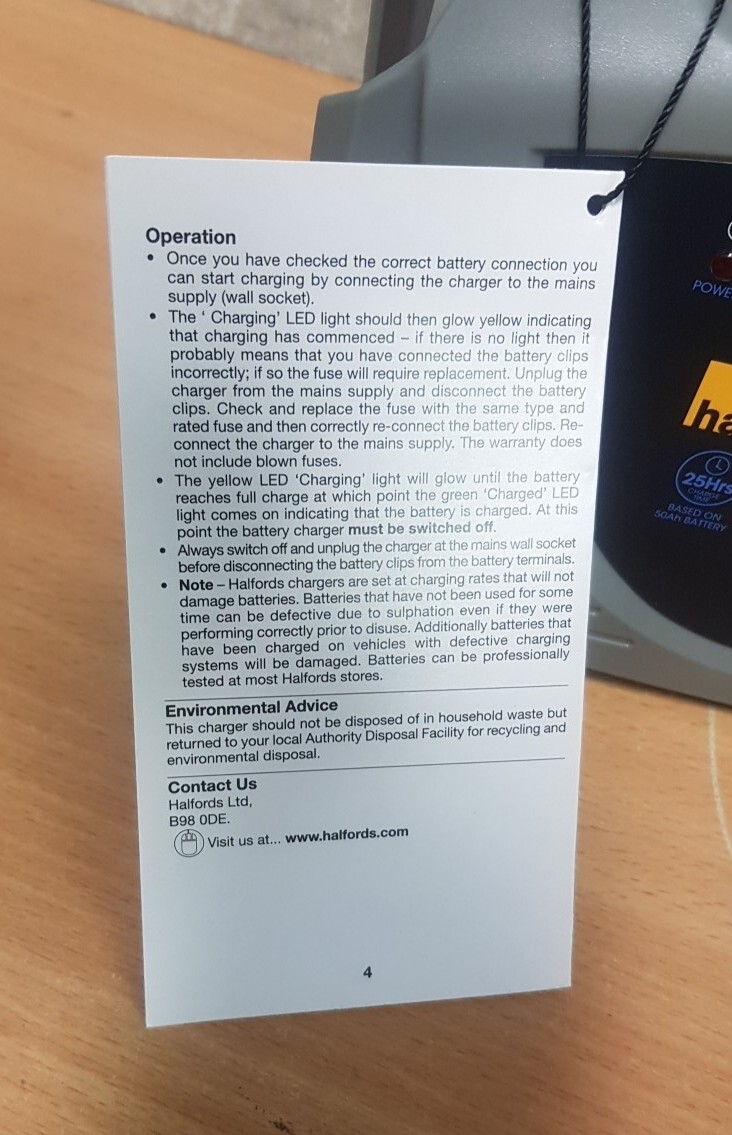 Operation
• Once you have checked the correct battery connection you
can start charging by connecting the charger to the mains
supply (wall socket).
• The ‘ Charging’ LED light should then glow yellow indicating
that charging has commenced – if there is no light then it
probably means that you have connected the battery clips
incorrectly; if so the fuse will require replacement. Unplug the
charger from the mains supply and disconnect the battery
clips. Check and replace the fuse with the same type and
rated fuse and then correctly re-connect the battery clips. Re-
connect the charger to the mains supply. The warranty does
not include blown fuses.
• The yellow LED ‘Charging’ light will glow until the battery
reaches full charge at which point the green ‘Charged’ LED
light comes on indicating that the battery is charged. At this
point the battery charger must be switched off.
• Always switch off and unplug the charger at the mains wall socket
before disconnecting the battery clips from the battery terminals.
• Note – Halfords chargers are set at charging rates that will not
damage batteries. Batteries that have not been used for some
time can be defective due to sulphation even if they were
performing correctly prior to disuse. Additionally batteries that
have been charged on vehicles with defective charging
systems will be damaged. Batteries can be professionally
tested at most Halfords stores.
Environmental Advice
This charger should not be disposed of in household waste but
returned to your local Authority Disposal Facility for recycling and
environmental disposal.
Contact Us
Halfords Ltd,
B98 0DE.
Visit us at... www.halfords.com
4
POWE
ha
25Hrs
CHARGE
TIME
BASED ON
50Ah BATTERY